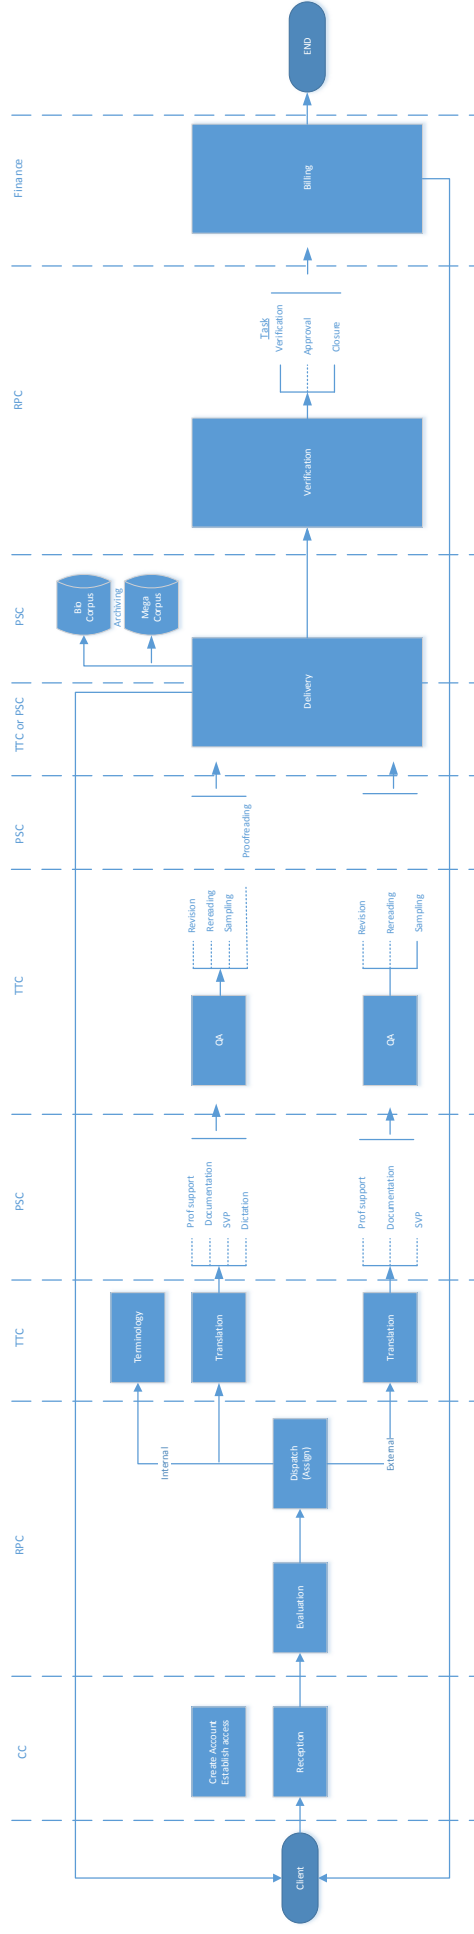 CC
RPC
TTC
PSC
TTC
PSC
TTC or PSC
PSC
RPC
Finance
Client
Create Account
Establish access
Reception
Evaluation
Dispatch
(Assign)
Internal
External
Terminology
Translation
Prof support
Documentation
SVP
Dictation
QA
Revision
Rereading
Sampling
Proofreading
Translation
Prof support
Documentation
SVP
QA
Revision
Rereading
Sampling
Delivery
Bio
Corpus
Archiving
Mega
Corpus
Verification
Task
Verification
Approval
Closure
Billing
END